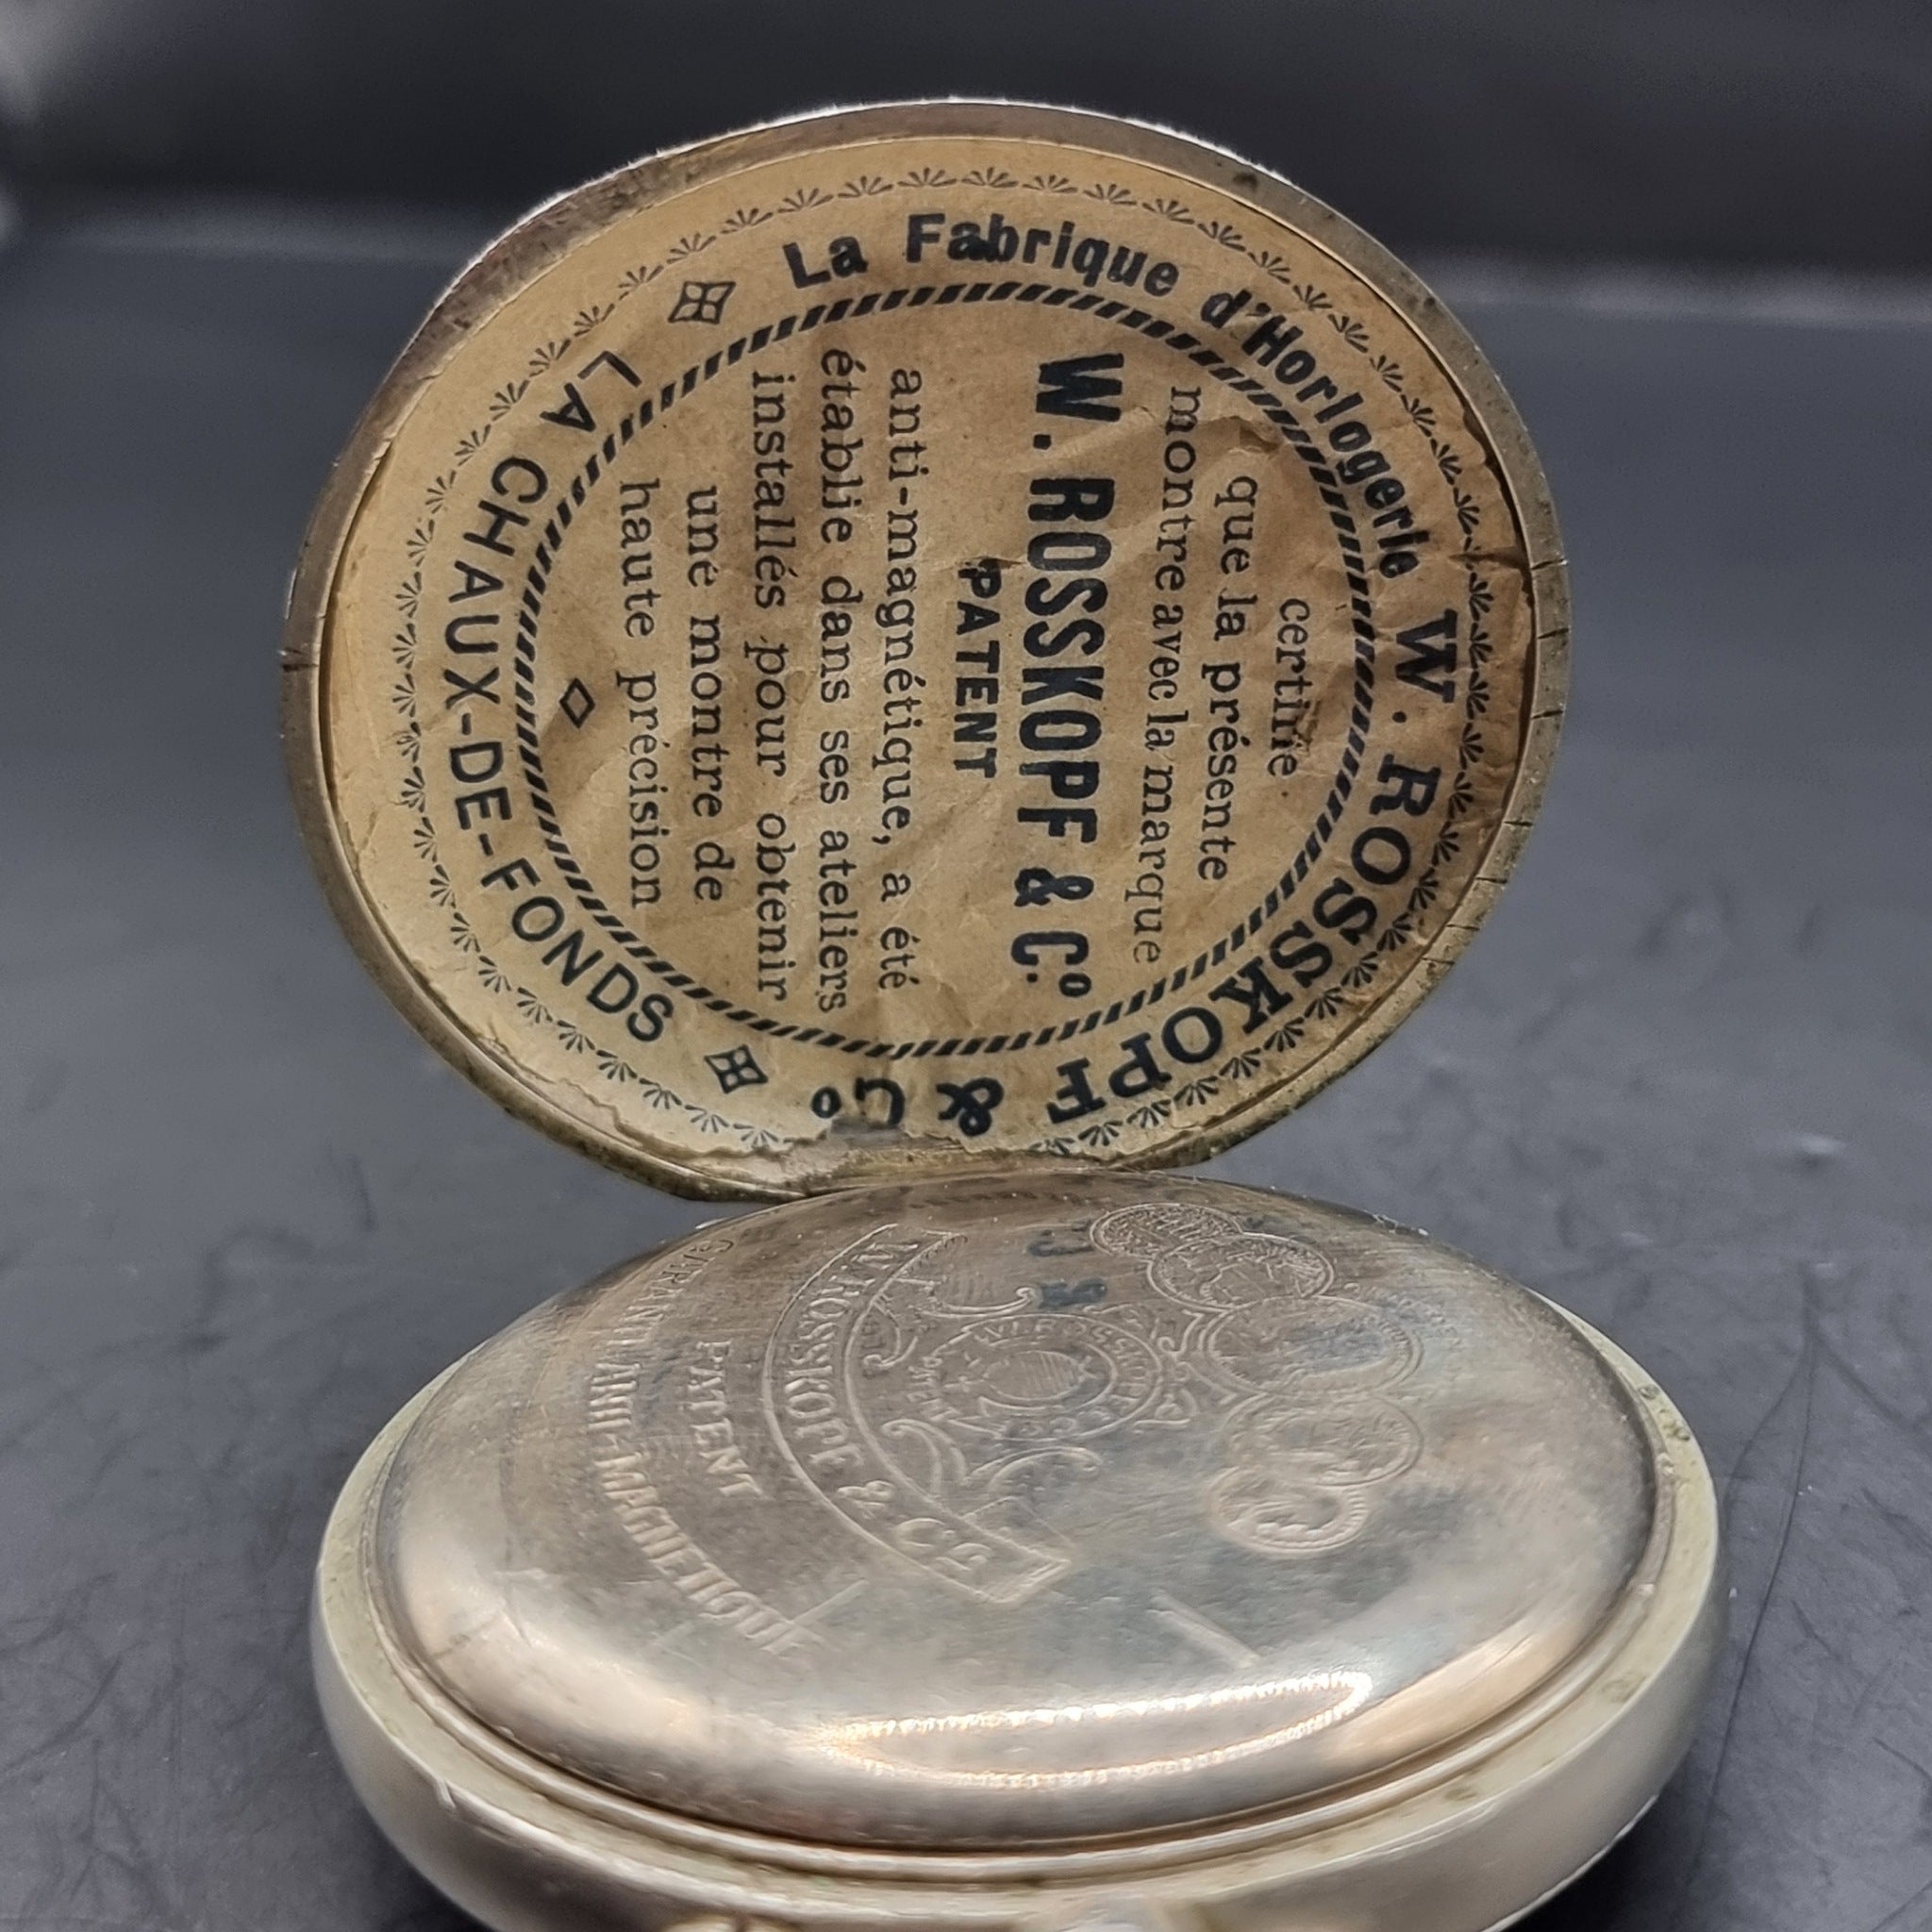 La Fabrique d'Horlogerie W. ROSSKOPF & Co
certifie
que la présente
montre avec la marque
W. ROSSKOPF & Co.
PATENT
anti-magnétique, a été
établie dans ses ateliers
installés pour obtenir
une montre de
haute précision
LA CHAUX-DE-FONDS
W. ROSSKOPF & Co
PATENT
GARANTIE ANTI-MAGNETIQUE